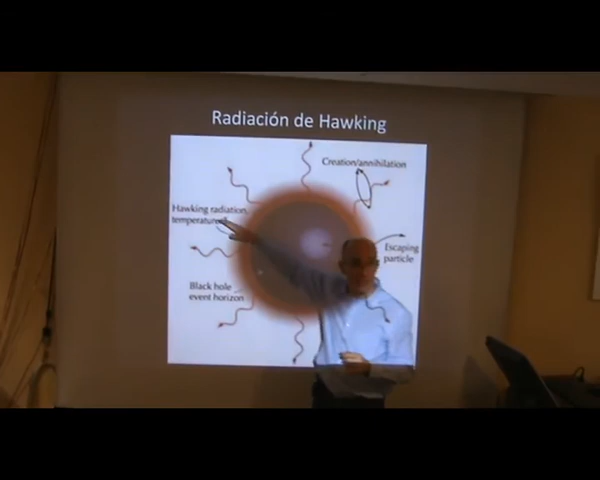 Radiación de Hawking
Creation/annihilation
Hawking radiation,
temperature
Escaping
particle
Black hole
event horizon